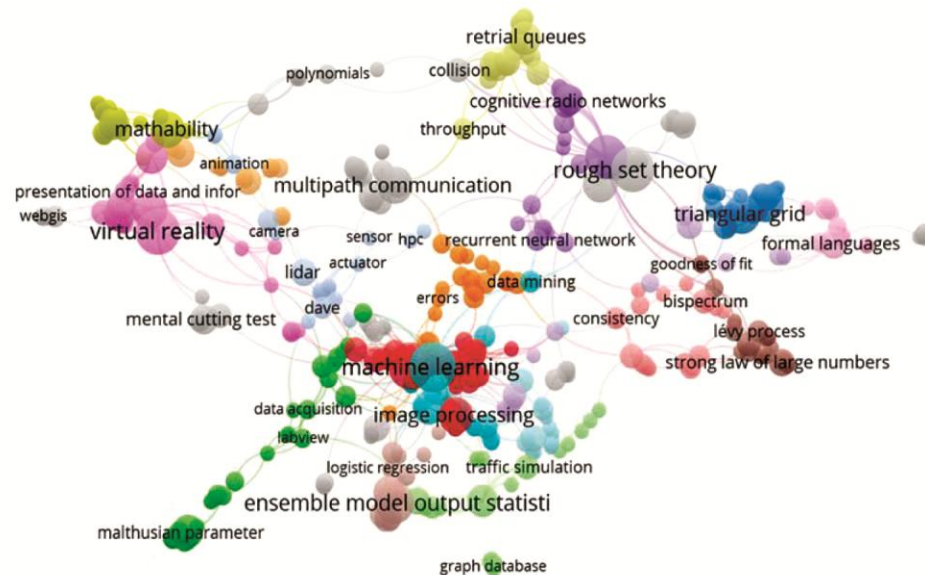 retrial queues
polynomials
collision
cognitive radio networks
mathability
throughput
animation
rough set theory
multipath communication
presentation of data and infor
webgis
triangular grid
virtual reality
camera
sensor
hpc
recurrent neural network
formal languages
actuator
goodness of fit
lidar
data mining
errors
bispectrum
dave
mental cutting test
consistency
lévy process
machine learning
strong law of large numbers
data acquisition
image processing
labview
logistic regression
traffic simulation
ensemble model output statisti
malthusian parameter
graph database